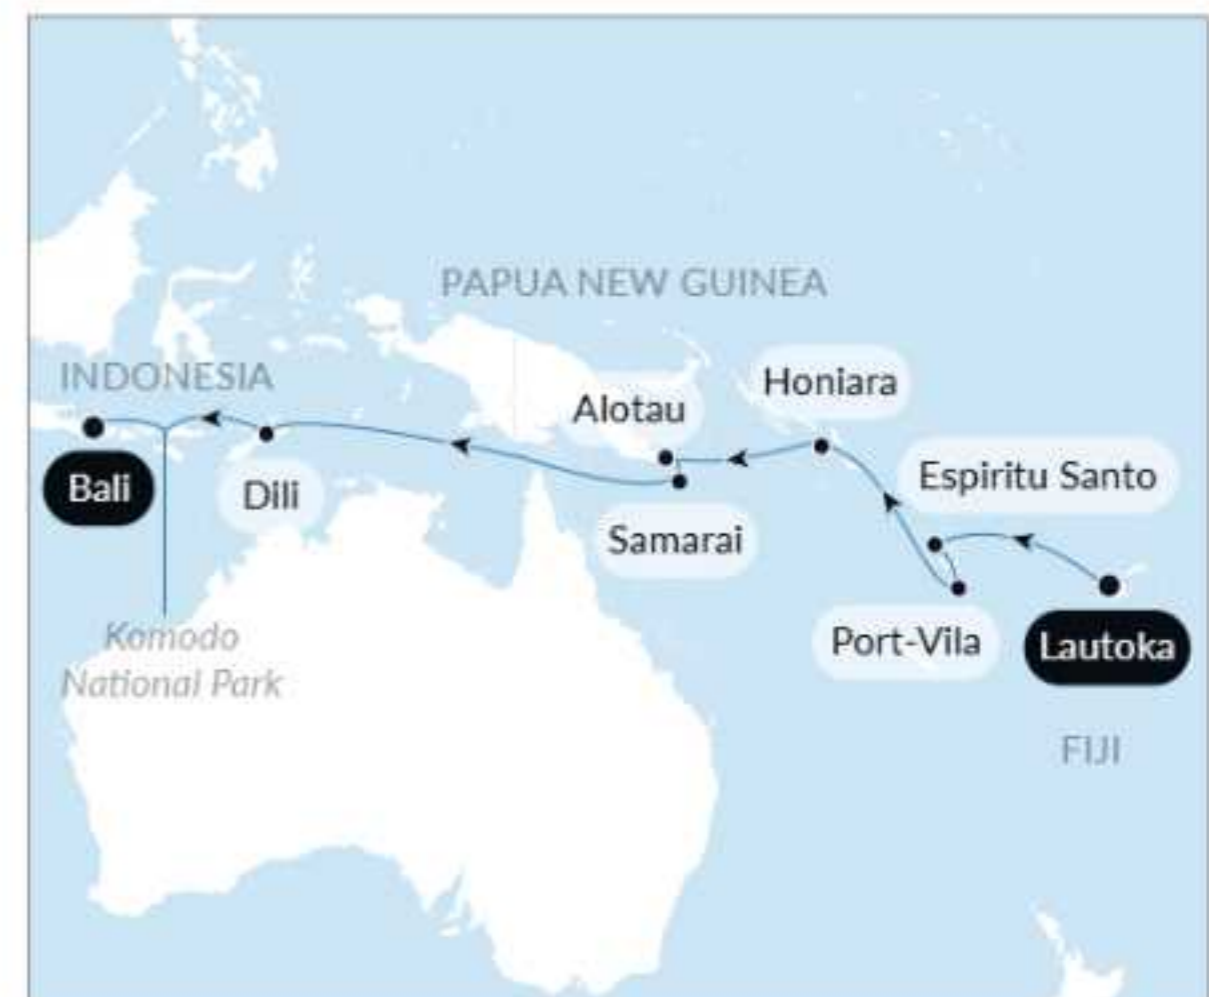 PAPUA NEW GUINEA
Honiara
INDONESIA
Alotau
Espiritu Santo
Bali
Dili
Samarai
Komodo
National Park
Port-Vila
Lautoka
FIJI